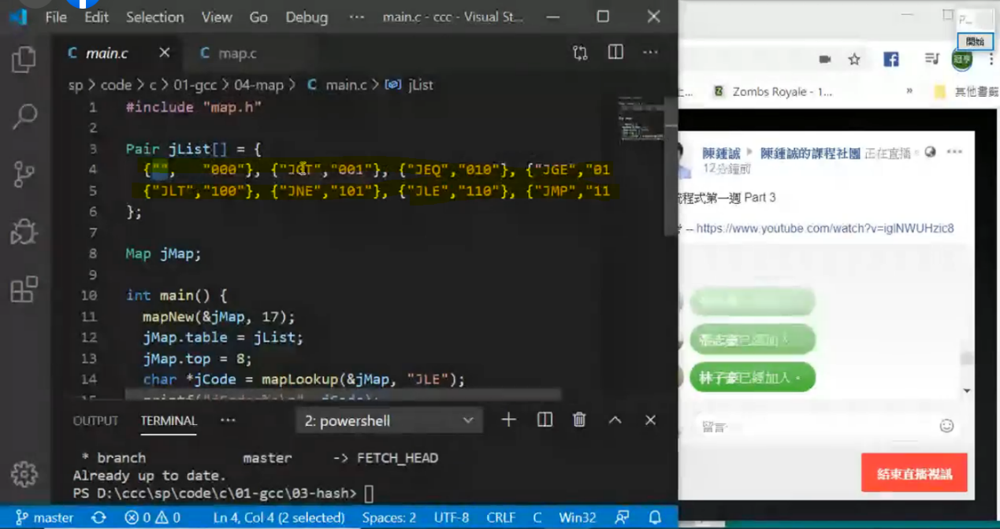 File Edit Selection View Go Debug ··· main.c - ccc - Visual St...
main.c map.c
sp > code > c > 01-gcc > 04-map > C main.c > jList
1 #include "map.h"
2
3 Pair jList[] = {
4 {"", "000"}, {"JGT","001"}, {"JEQ","010"}, {"JGE","01
5 {"JLT","100"}, {"JNE","101"}, {"JLE","110"}, {"JMP","11
6 };
7
8 Map jMap;
9
10 int main() {
11 mapNew(&jMap, 17);
12 jMap.table = jList;
13 jMap.top = 8;
14 char *jCode = mapLookup(&jMap, "JLE");
OUTPUT TERMINAL ··· 2: powershell
* branch master -> FETCH_HEAD
Already up to date.
PS D:\ccc\sp\code\c\01-gcc\03-hash>
master 0 0 Ln 4, Col 4 (2 selected) Spaces: 2 UTF-8 CRLF C Win32
P...
開始
Zombs Royale - 1... » 其他書籤
陳鍾誠 ▸ 陳鍾誠的課程社團 正在直播。
12分鐘前
程式第一週 Part 3
-- https://www.youtube.com/watch?v=iglNWUHzic8
已經加入
林子豪已經加入。
留言
結束直播視訊